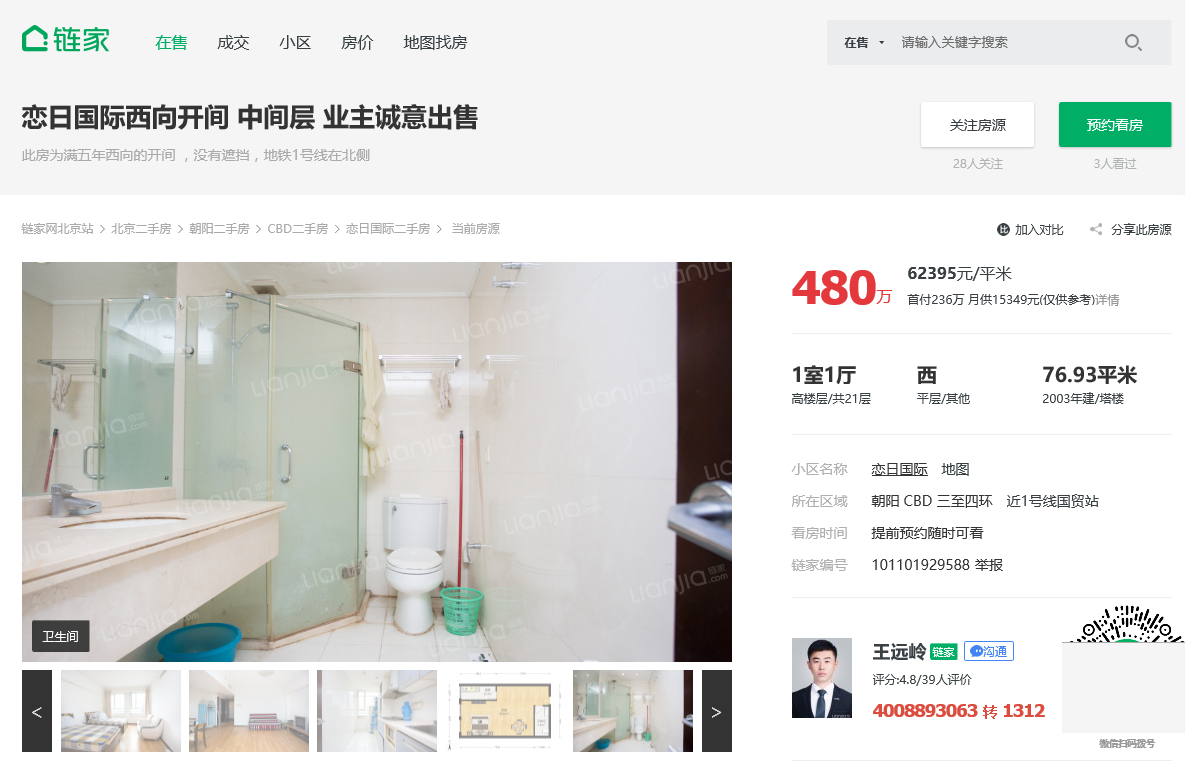 链家
在售 成交 小区 房价 地图找房
在售 请输入关键字搜索
恋日国际西向开间 中间层 业主诚意出售
此房为满五年西向的开间 ，没有遮挡，地铁1号线在北侧
关注房源
28人关注
预约看房
3人看过
链家网北京站 > 北京二手房 > 朝阳二手房 > CBD二手房 > 恋日国际二手房 > 当前房源
加入对比 分享此房源
卫生间
< >
480万
62395元/平米
首付236万 月供15349元(仅供参考)详情
1室1厅 西 76.93平米
高楼层/共21层 平层/其他 2003年建/塔楼
小区名称 恋日国际 地图
所在区域 朝阳 CBD 三至四环 近1号线国贸站
看房时间 提前预约随时可看
链家编号 101101929588 举报
王远岭 链家 沟通
评分:4.8/39人评价
4008893063 转 1312
微信扫码拨号